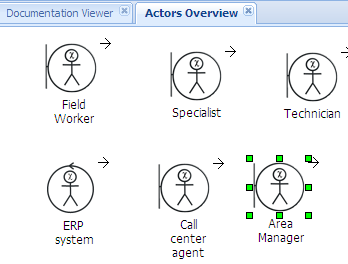 Documentation Viewer
Actors Overview
Field
Worker
Specialist
Technician
ERP
system
Call
center
agent
Area
Manager